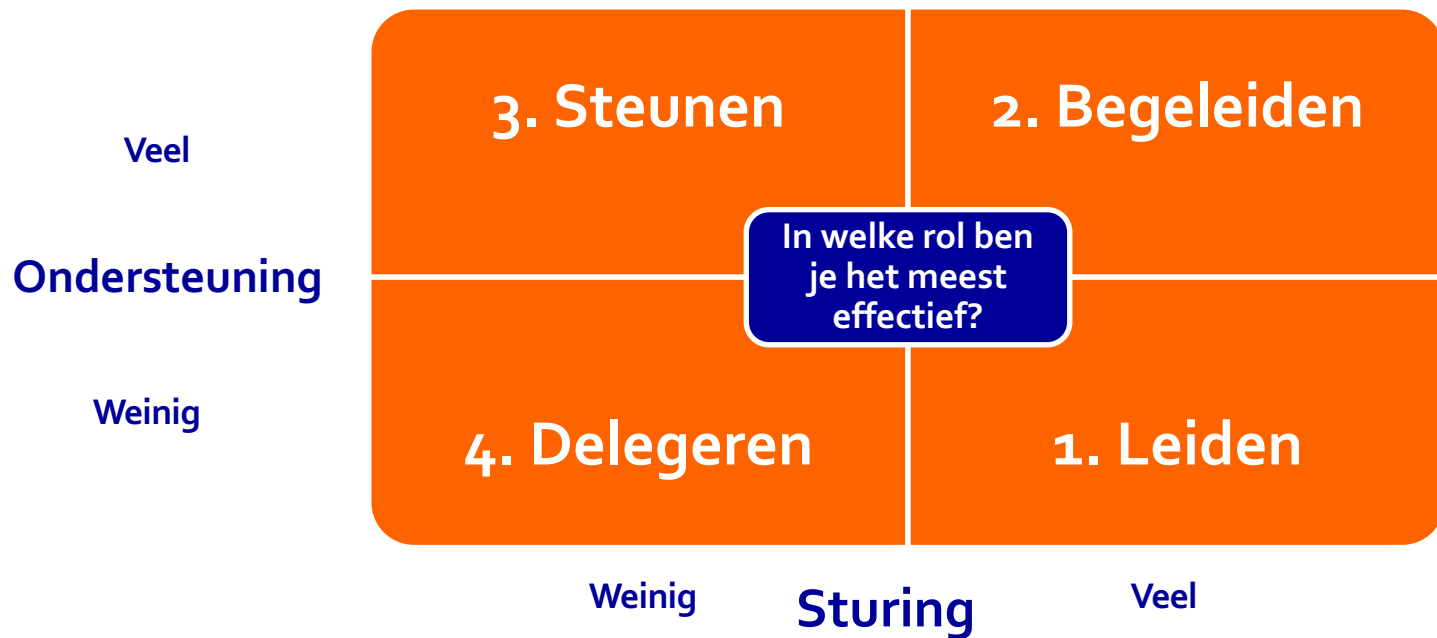 3. Steunen
2. Begeleiden
Veel
In welke rol ben
je het meest
effectief?
Ondersteuning
Weinig
4. Delegeren
1. Leiden
Weinig
Sturing
Veel